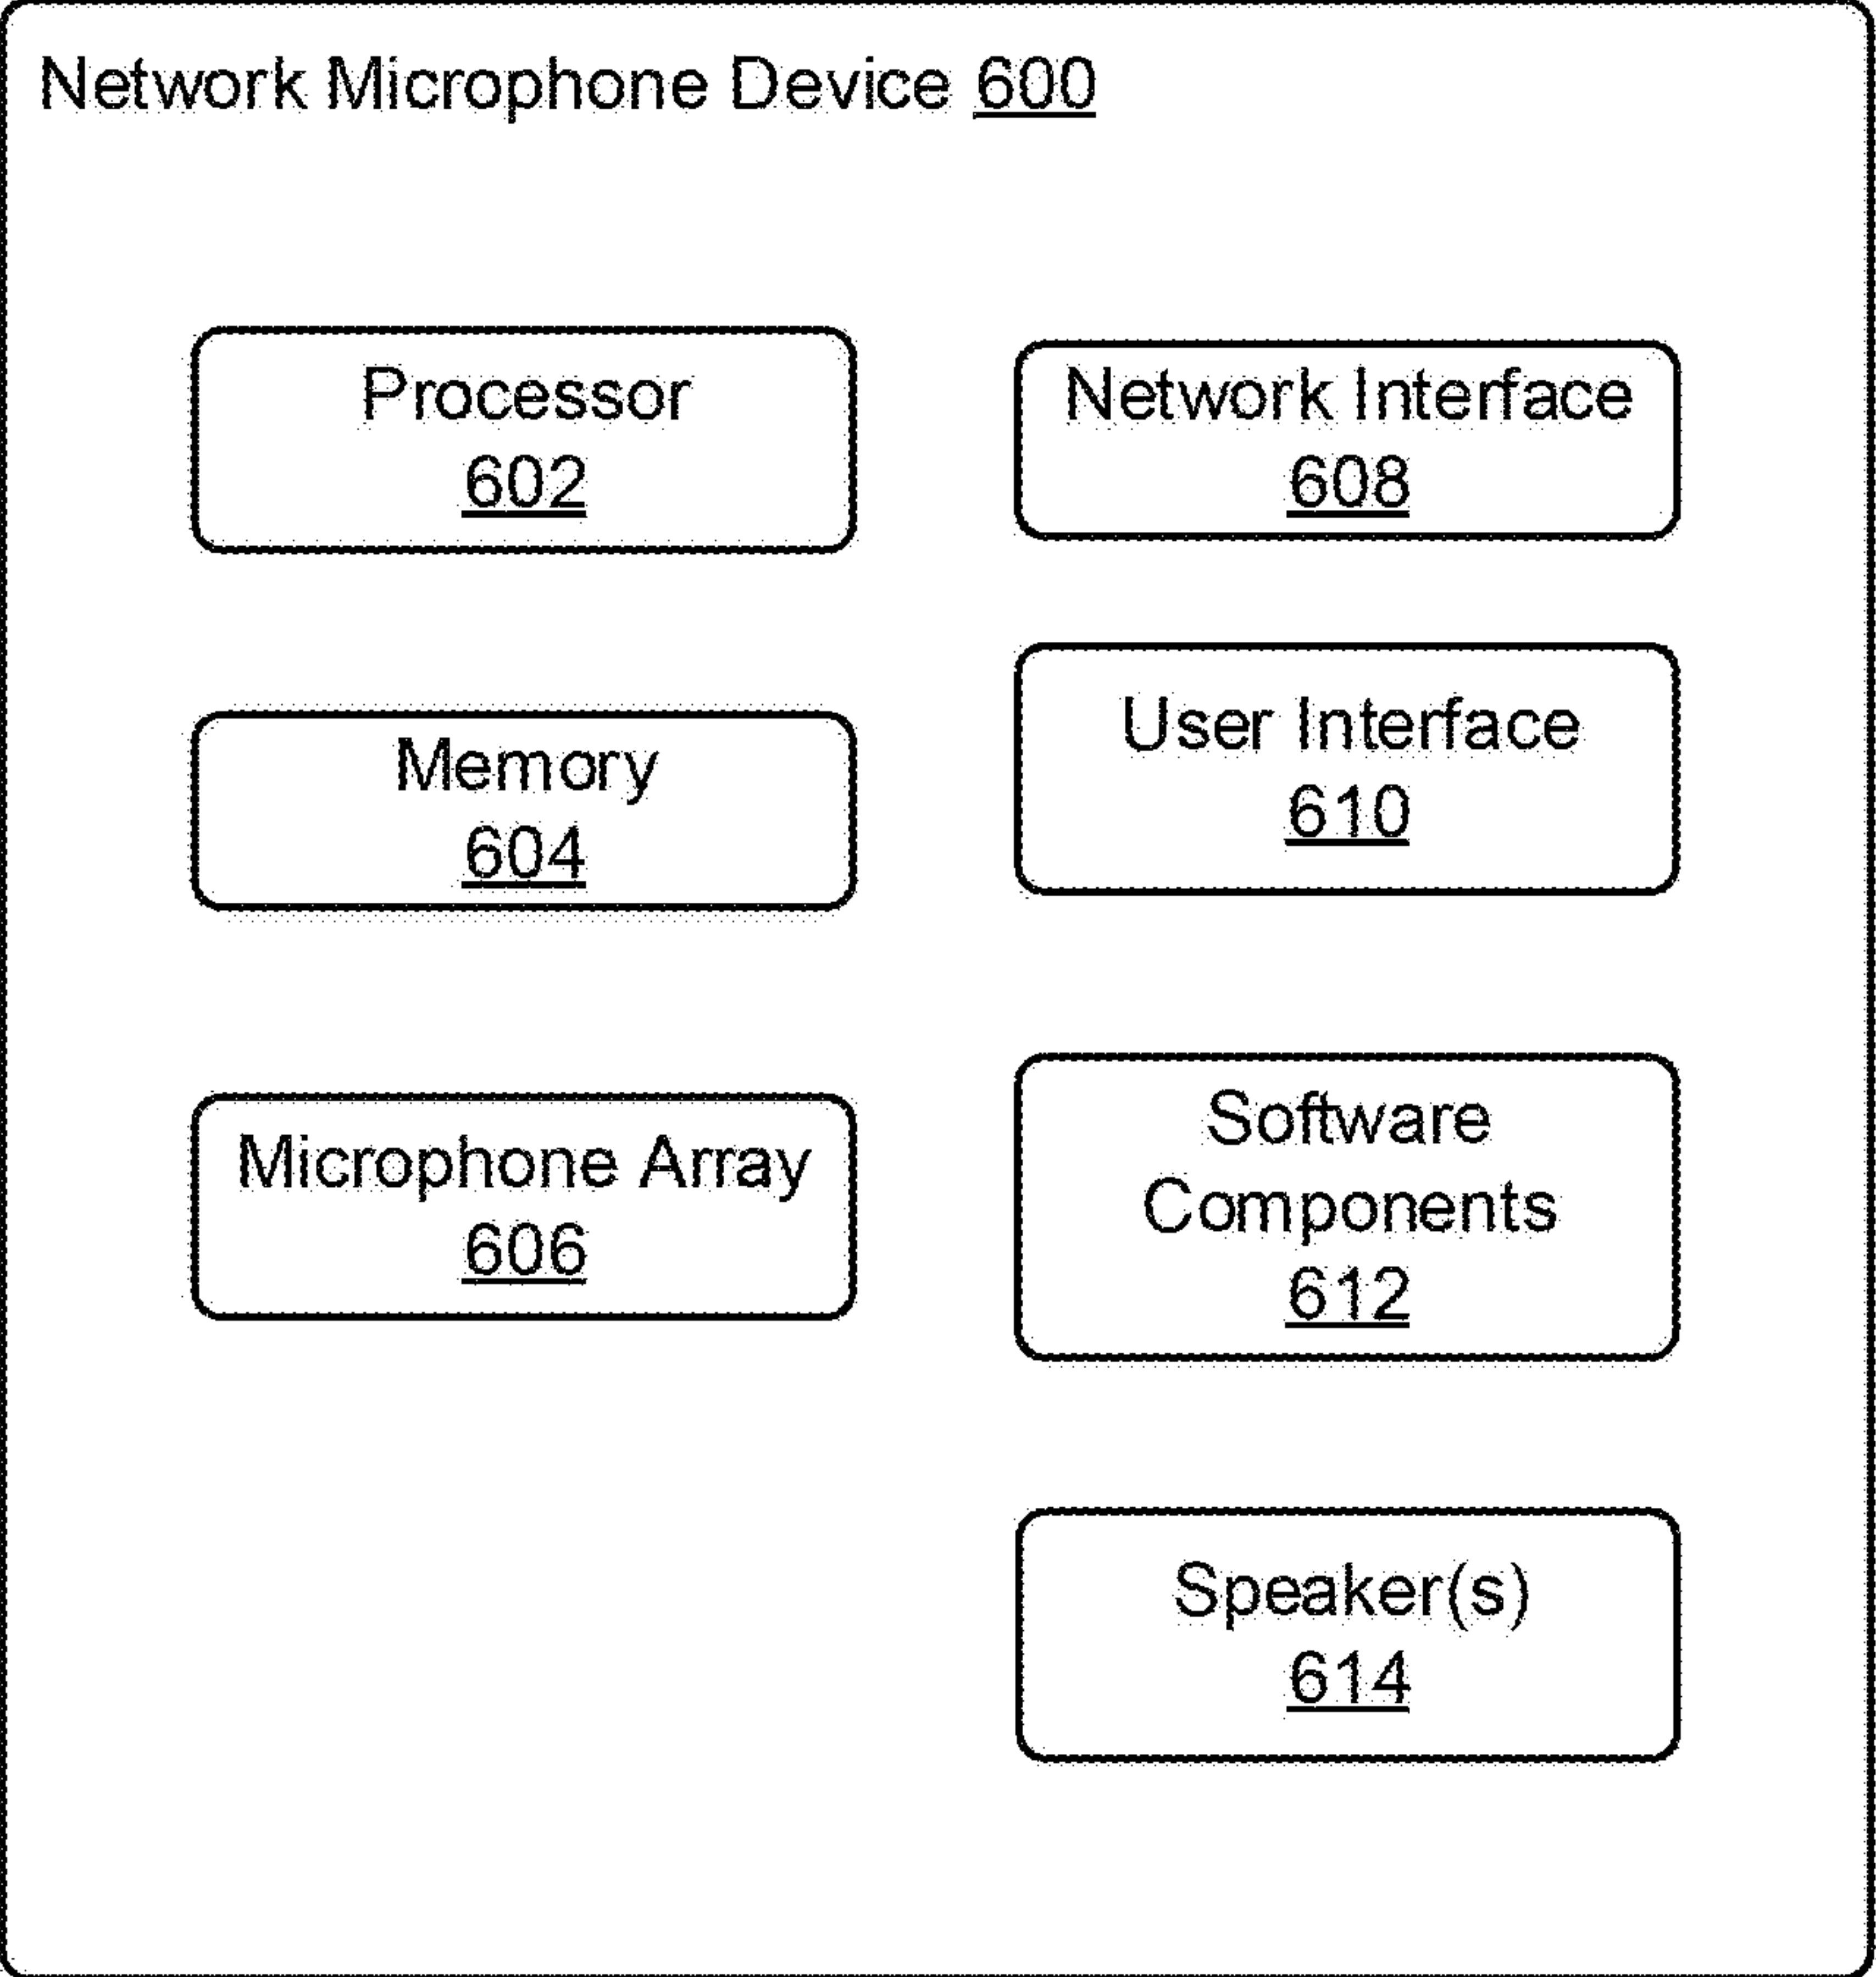 Network Microphone Device 600
Processor
602
Memory
604
Microphone Array
606
Network Interface
608
User Interface
610
Software
Components
612
Speaker(s)
614